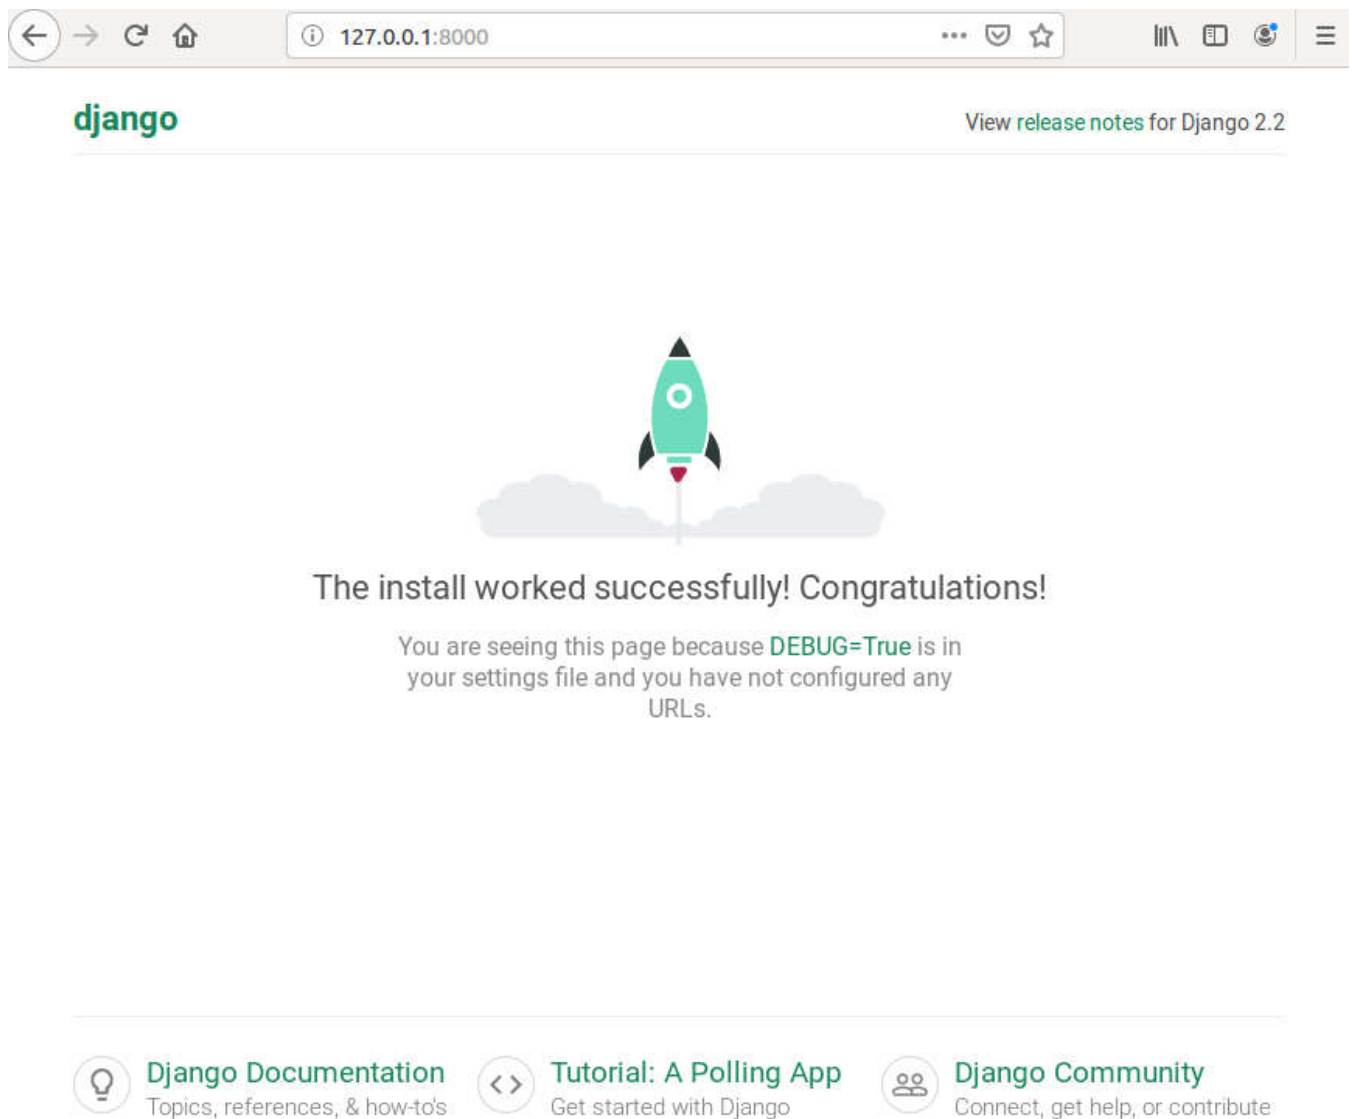 127.0.0.1:8000
django
View release notes for Django 2.2
The install worked successfully! Congratulations!
You are seeing this page because DEBUG=True is in
your settings file and you have not configured any
URLs.
Django Documentation
Topics, references, & how-to's
Tutorial: A Polling App
Get started with Django
Django Community
Connect, get help, or contribute